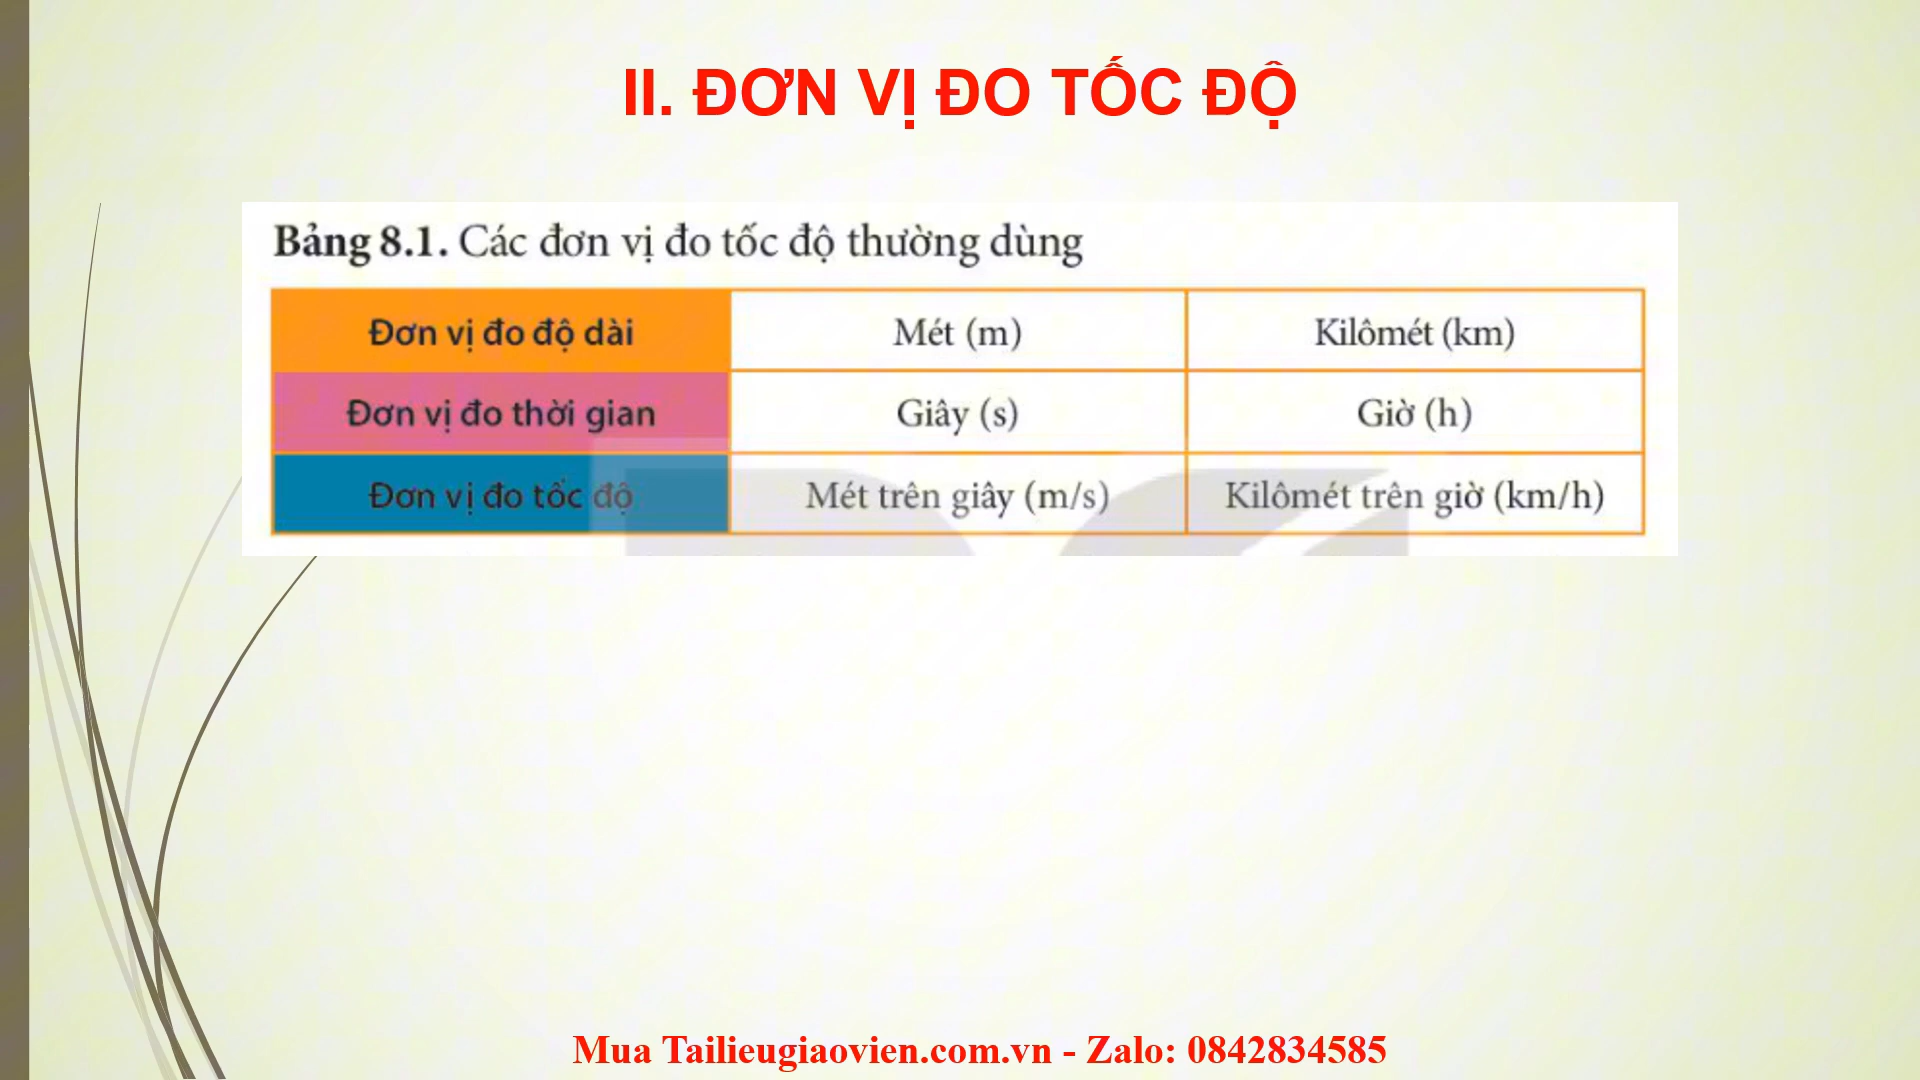 II. ĐƠN VỊ ĐO TỐC ĐỘ
Bảng 8.1. Các đơn vị đo tốc độ thường dùng
Đơn vị đo độ dài Mét (m) Kilômét (km)
Đơn vị đo thời gian Giây (s) Giờ (h)
Đơn vị đo tốc độ Mét trên giây (m/s) Kilômét trên giờ (km/h)
Mua Tailieugiaovien.com.vn - Zalo: 0842834585